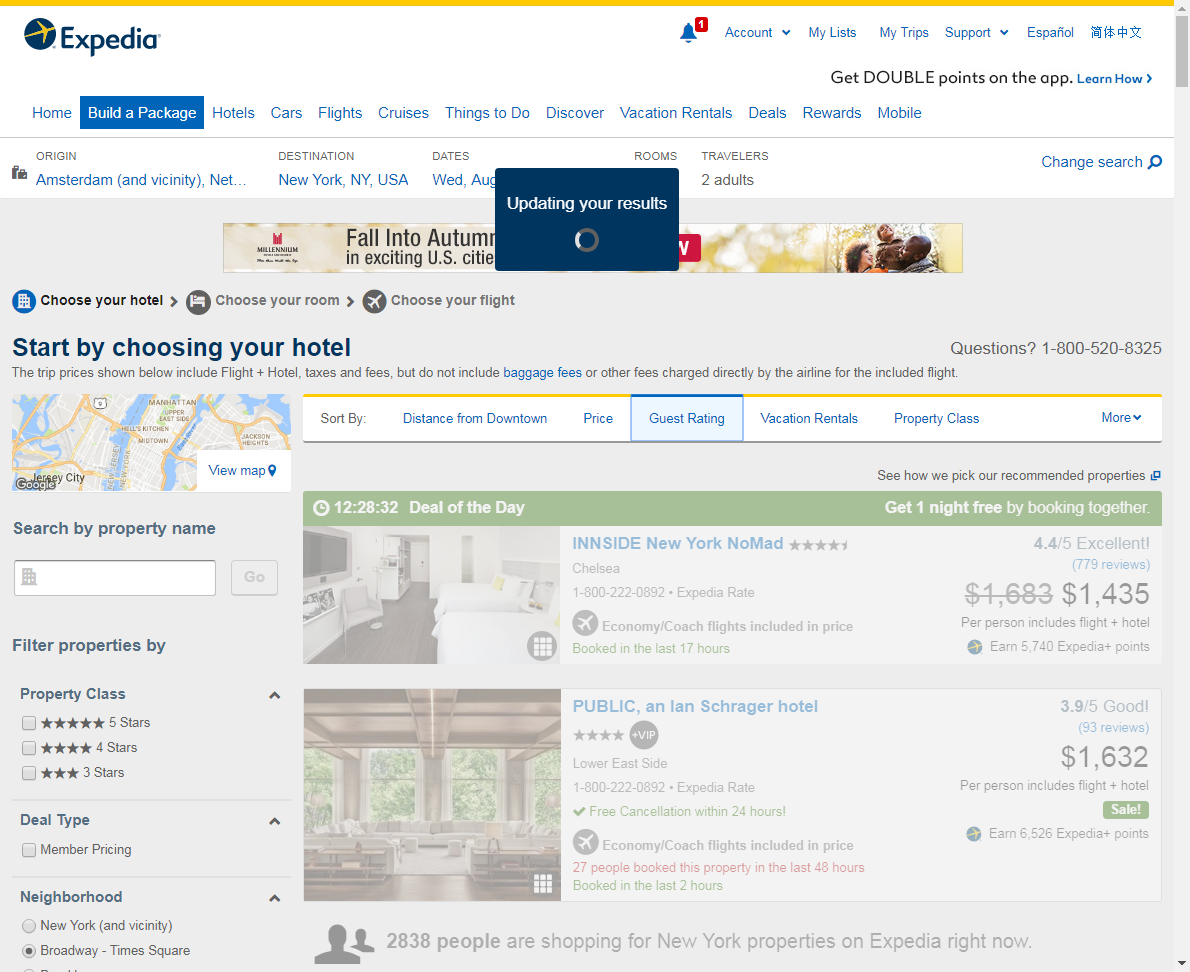 Expedia
1
Account
My Lists
My Trips
Support
Español
简体中文
Get DOUBLE points on the app. Learn How
Home
Build a Package
Hotels
Cars
Flights
Cruises
Things to Do
Discover
Vacation Rentals
Deals
Rewards
Mobile
ORIGIN
Amsterdam (and vicinity), Net...
DESTINATION
New York, NY, USA
DATES
Wed, Aug
ROOMS
TRAVELERS
2 adults
Change search
Updating your results
MILLENNIUM
Fall Into Autumn
in exciting U.S. citie
W
Choose your hotel
Choose your room
Choose your flight
Start by choosing your hotel
Questions? 1-800-520-8325
The trip prices shown below include Flight + Hotel, taxes and fees, but do not include baggage fees or other fees charged directly by the airline for the included flight.
9
MANHATTAN
UPPER
EAST SIDE
HELL'S KITCHEN
MIDTOWN
JACKSON
HEIGHTS
NEW JERSEY
NEW YORK
East River
Jersey City
Google
View map
Sort By:
Distance from Downtown
Price
Guest Rating
Vacation Rentals
Property Class
More
See how we pick our recommended properties
Search by property name
Go
Filter properties by
Property Class
★★★★★ 5 Stars
★★★★ 4 Stars
★★★ 3 Stars
Deal Type
Member Pricing
Neighborhood
New York (and vicinity)
Broadway - Times Square
12:28:32 Deal of the Day
Get 1 night free by booking together.
INNSIDE New York NoMad
Chelsea
1-800-222-0892 • Expedia Rate
Economy/Coach flights included in price
Booked in the last 17 hours
4.4/5 Excellent!
(779 reviews)
$1,683 $1,435
Per person includes flight + hotel
Earn 5,740 Expedia+ points
PUBLIC, an Ian Schrager hotel
+VIP
Lower East Side
1-800-222-0892 • Expedia Rate
Free Cancellation within 24 hours!
Economy/Coach flights included in price
27 people booked this property in the last 48 hours
Booked in the last 2 hours
3.9/5 Good!
(93 reviews)
$1,632
Per person includes flight + hotel
Sale!
Earn 6,526 Expedia+ points
2838 people are shopping for New York properties on Expedia right now.